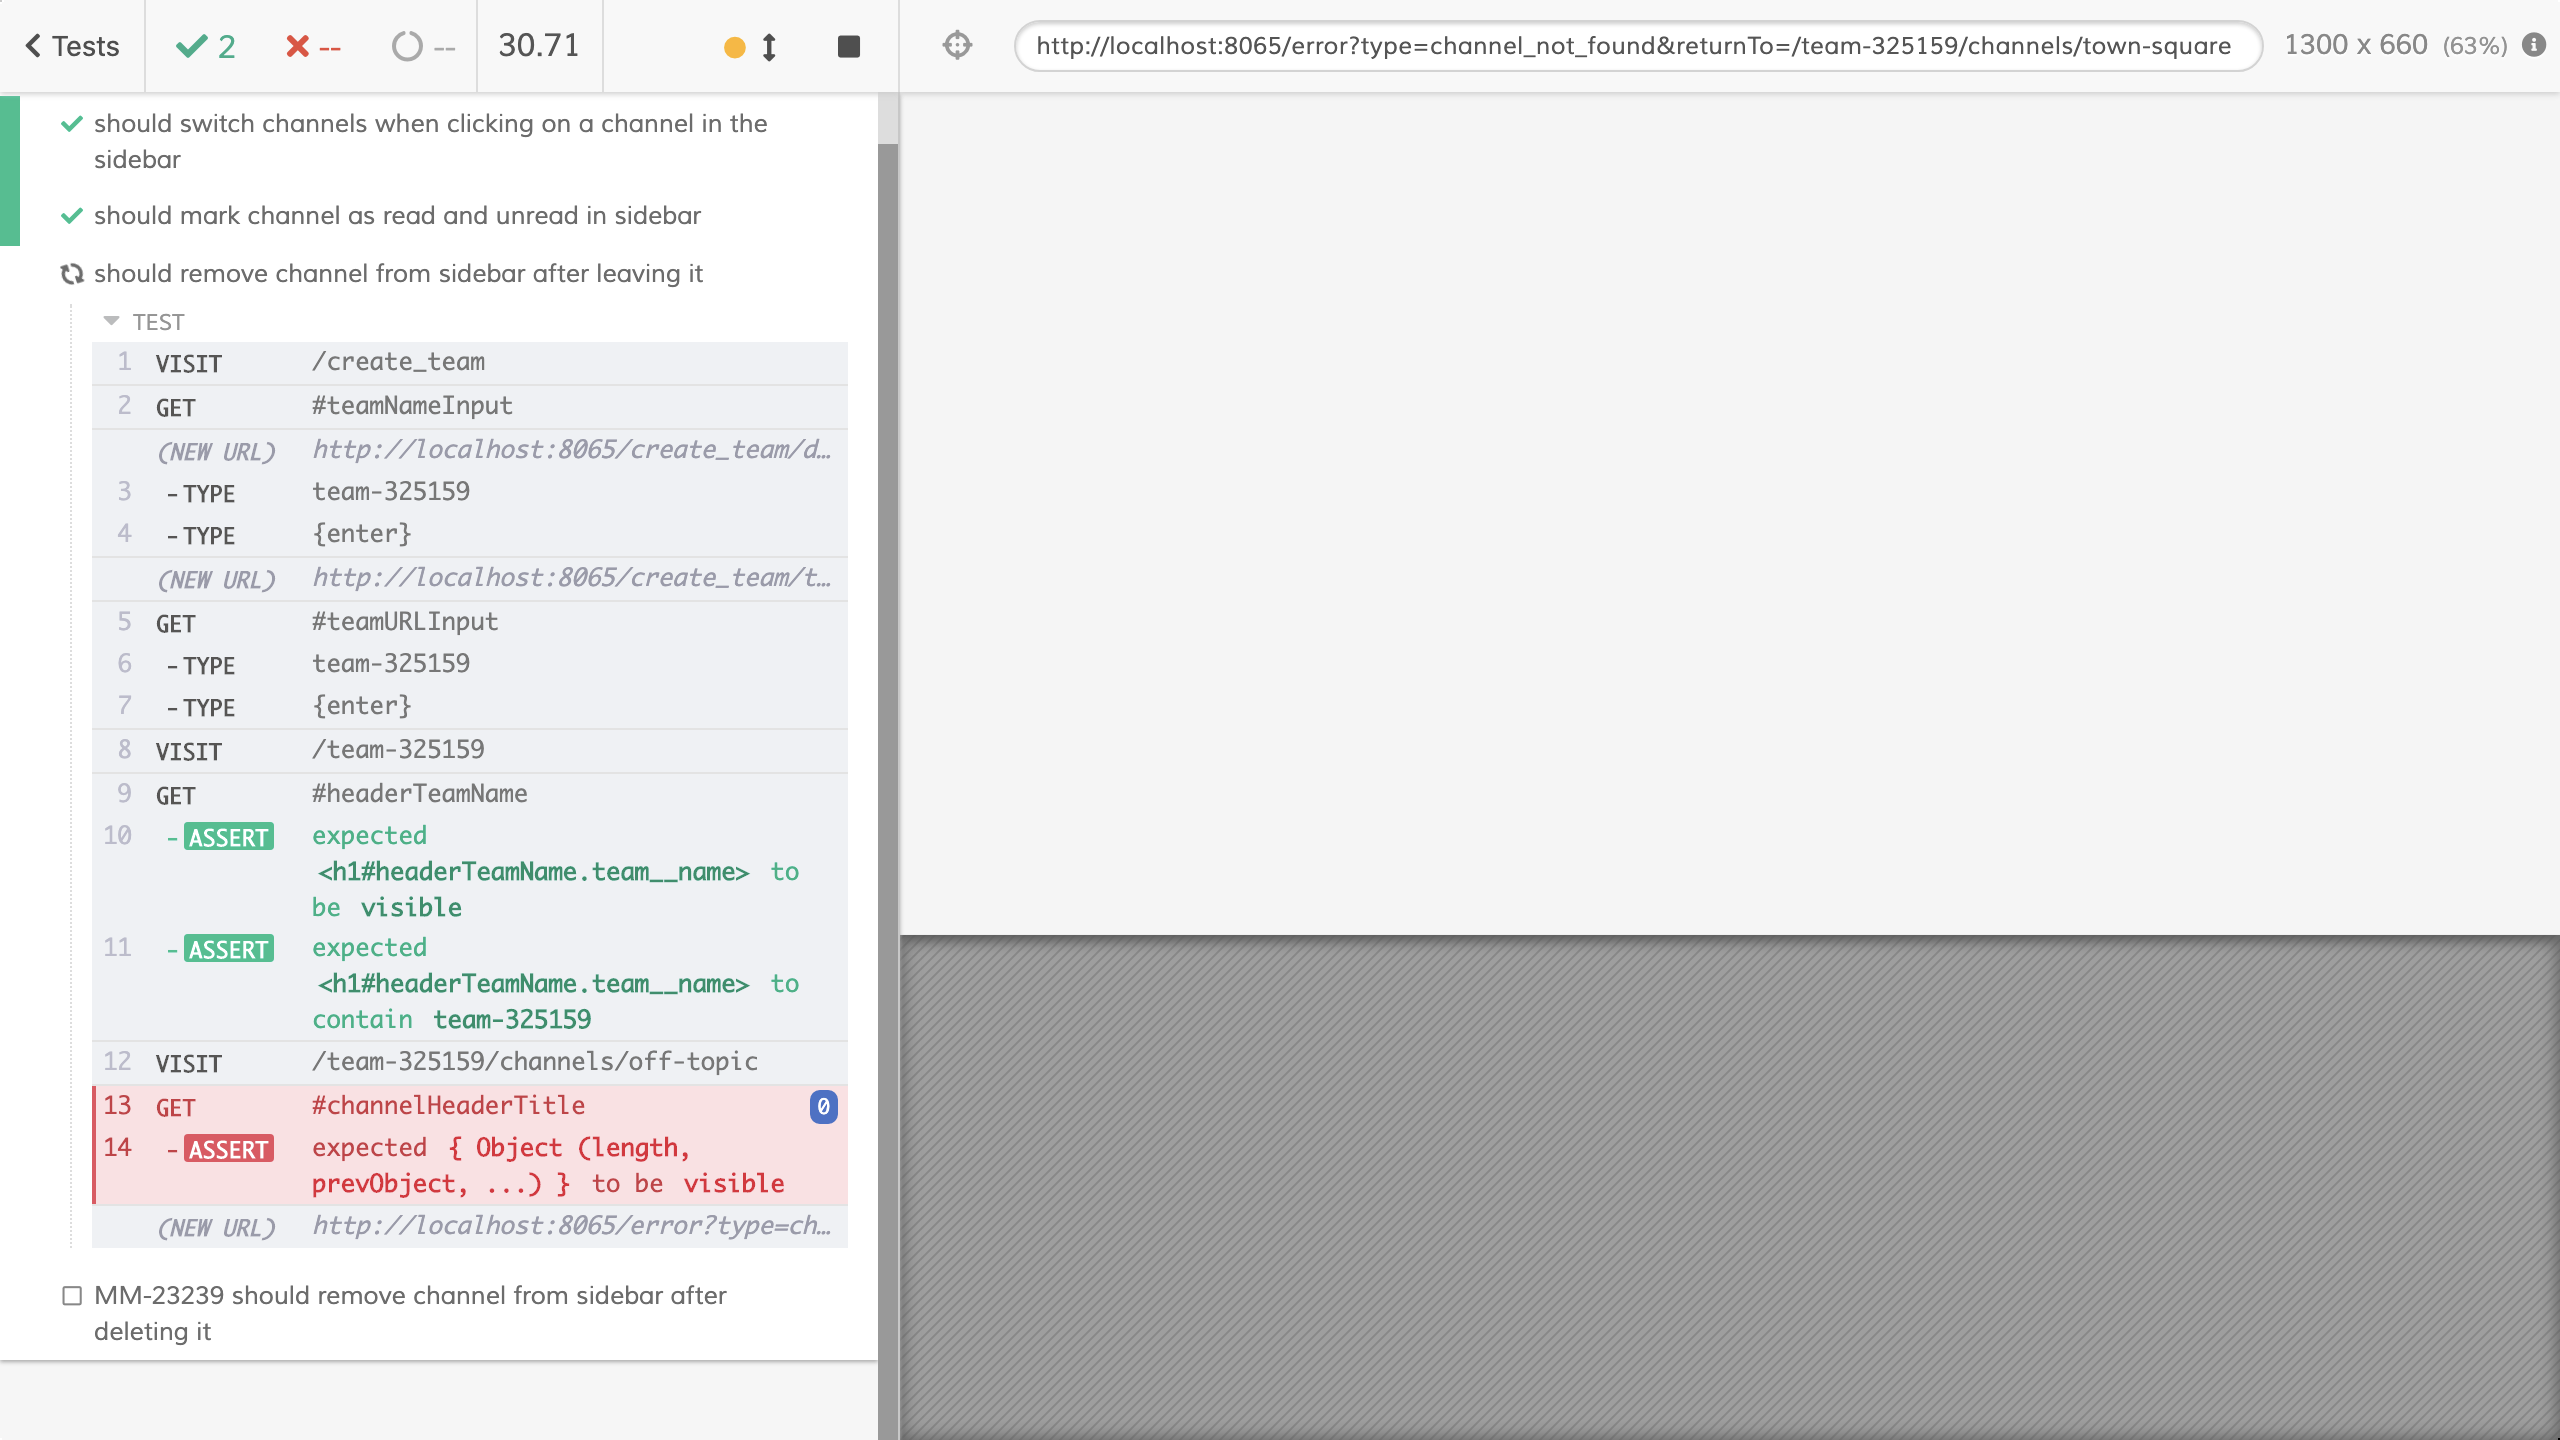 Tests 2 -- -- 30.71
http://localhost:8065/error?type=channel_not_found&returnTo=/team-325159/channels/town-square 1300 x 660 (63%)
should switch channels when clicking on a channel in the
sidebar
should mark channel as read and unread in sidebar
should remove channel from sidebar after leaving it
TEST
1 VISIT /create_team
2 GET #teamNameInput
(NEW URL) http://localhost:8065/create_team/d…
3 -TYPE team-325159
4 -TYPE {enter}
(NEW URL) http://localhost:8065/create_team/t…
5 GET #teamURLInput
6 -TYPE team-325159
7 -TYPE {enter}
8 VISIT /team-325159
9 GET #headerTeamName
10 -ASSERT expected
<h1#headerTeamName.team__name> to
be visible
11 -ASSERT expected
<h1#headerTeamName.team__name> to
contain team-325159
12 VISIT /team-325159/channels/off-topic
13 GET #channelHeaderTitle 0
14 -ASSERT expected { Object (length,
prevObject, ...) } to be visible
(NEW URL) http://localhost:8065/error?type=ch…
MM-23239 should remove channel from sidebar after
deleting it